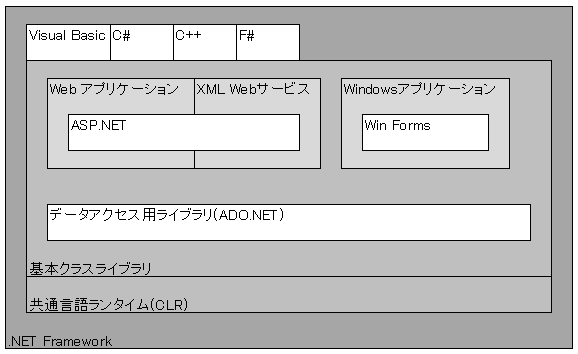 Visual Basic C# C++ F#
Web アプリケーション XML Webサービス Windowsアプリケーション
ASP.NET Win Forms
データアクセス用ライブラリ(ADO.NET)
基本クラスライブラリ
共通言語ランタイム(CLR)
.NET Framework